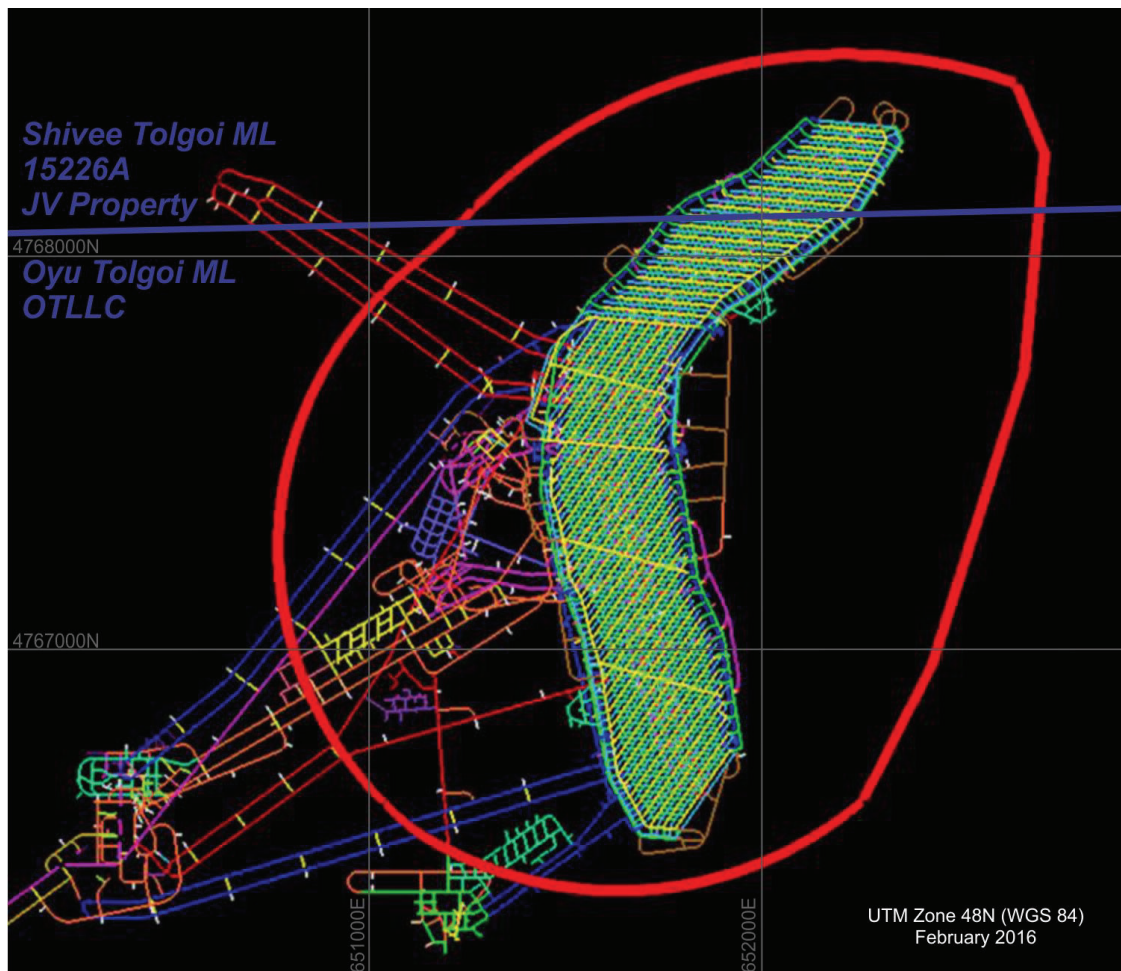 Shivee Tolgoi ML
15226A
JV Property
4768000N
Oyu Tolgoi ML
OTLLC
4767000N
651000E
652000E
UTM Zone 48N (WGS 84)
February 2016